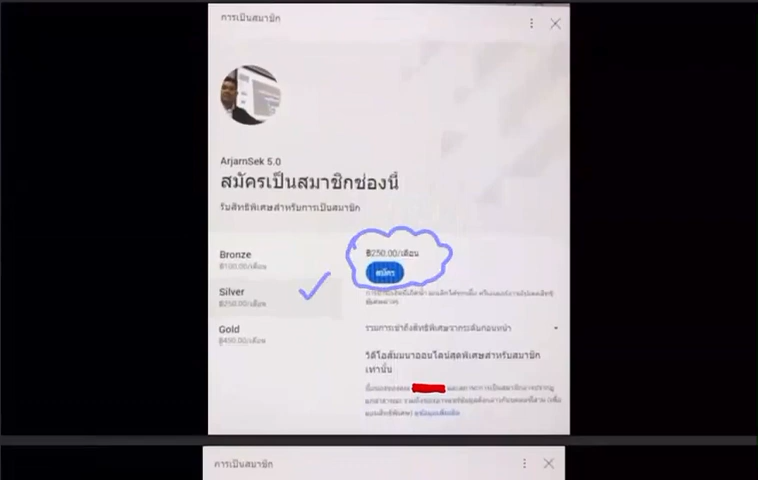 การเป็นสมาชิก
ArjarnSek 5.0
สมัครเป็นสมาชิกช่องนี้
รับสิทธิพิเศษสำหรับการเป็นสมาชิก
Bronze
฿100.00/เดือน
Silver
฿250.00/เดือน
Gold
฿400.00/เดือน
฿250.00/เดือน
สมัคร
รวมการเข้าถึงสิทธิพิเศษจากระดับก่อนหน้า
วิดีโอสัมมนาออนไลน์สุดพิเศษสำหรับสมาชิก
เท่านั้น
การเป็นสมาชิก